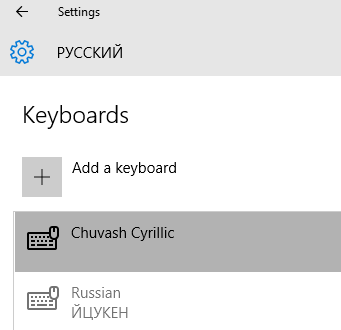 Settings
РУССКИЙ
Keyboards
Add a keyboard
Chuvash Cyrillic
Russian
ЙЦУКЕН